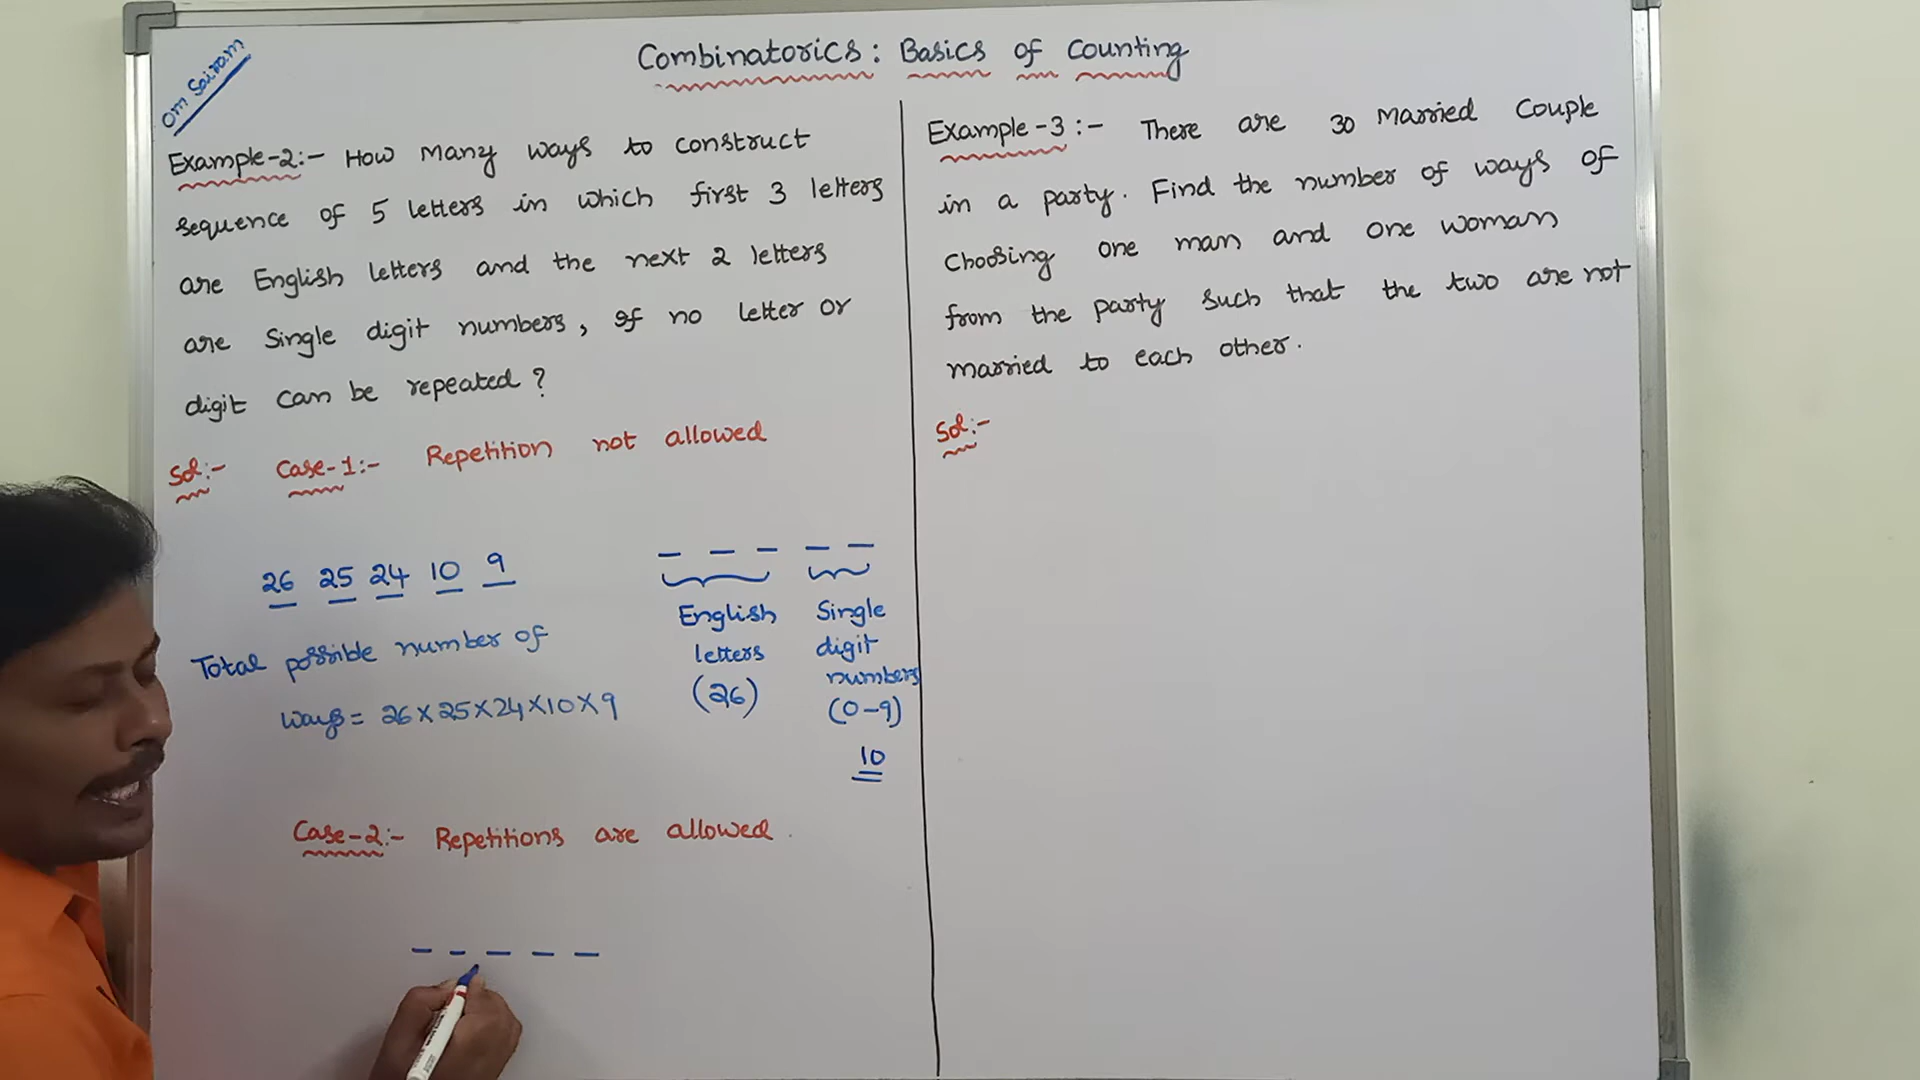 Om Sairam
Combinatorics: Basics of Counting
Example-2:- How many ways to construct
sequence of 5 letters in which first 3 letters
are English letters and the next 2 letters
are Single digit numbers, If no letter or
digit can be repeated?
Sol:- Case-1:- Repetition not allowed
26 25 24 10 9
Total possible number of
ways = 26×25×24×10×9
English
letters
(26)
Single
digit
numbers
(0-9)
10
Case-2:- Repetitions are allowed.
Example-3:- There are 30 Married Couple
in a party. Find the number of ways of
choosing one man and one woman
from the party such that the two are not
married to each other.
Sol:-